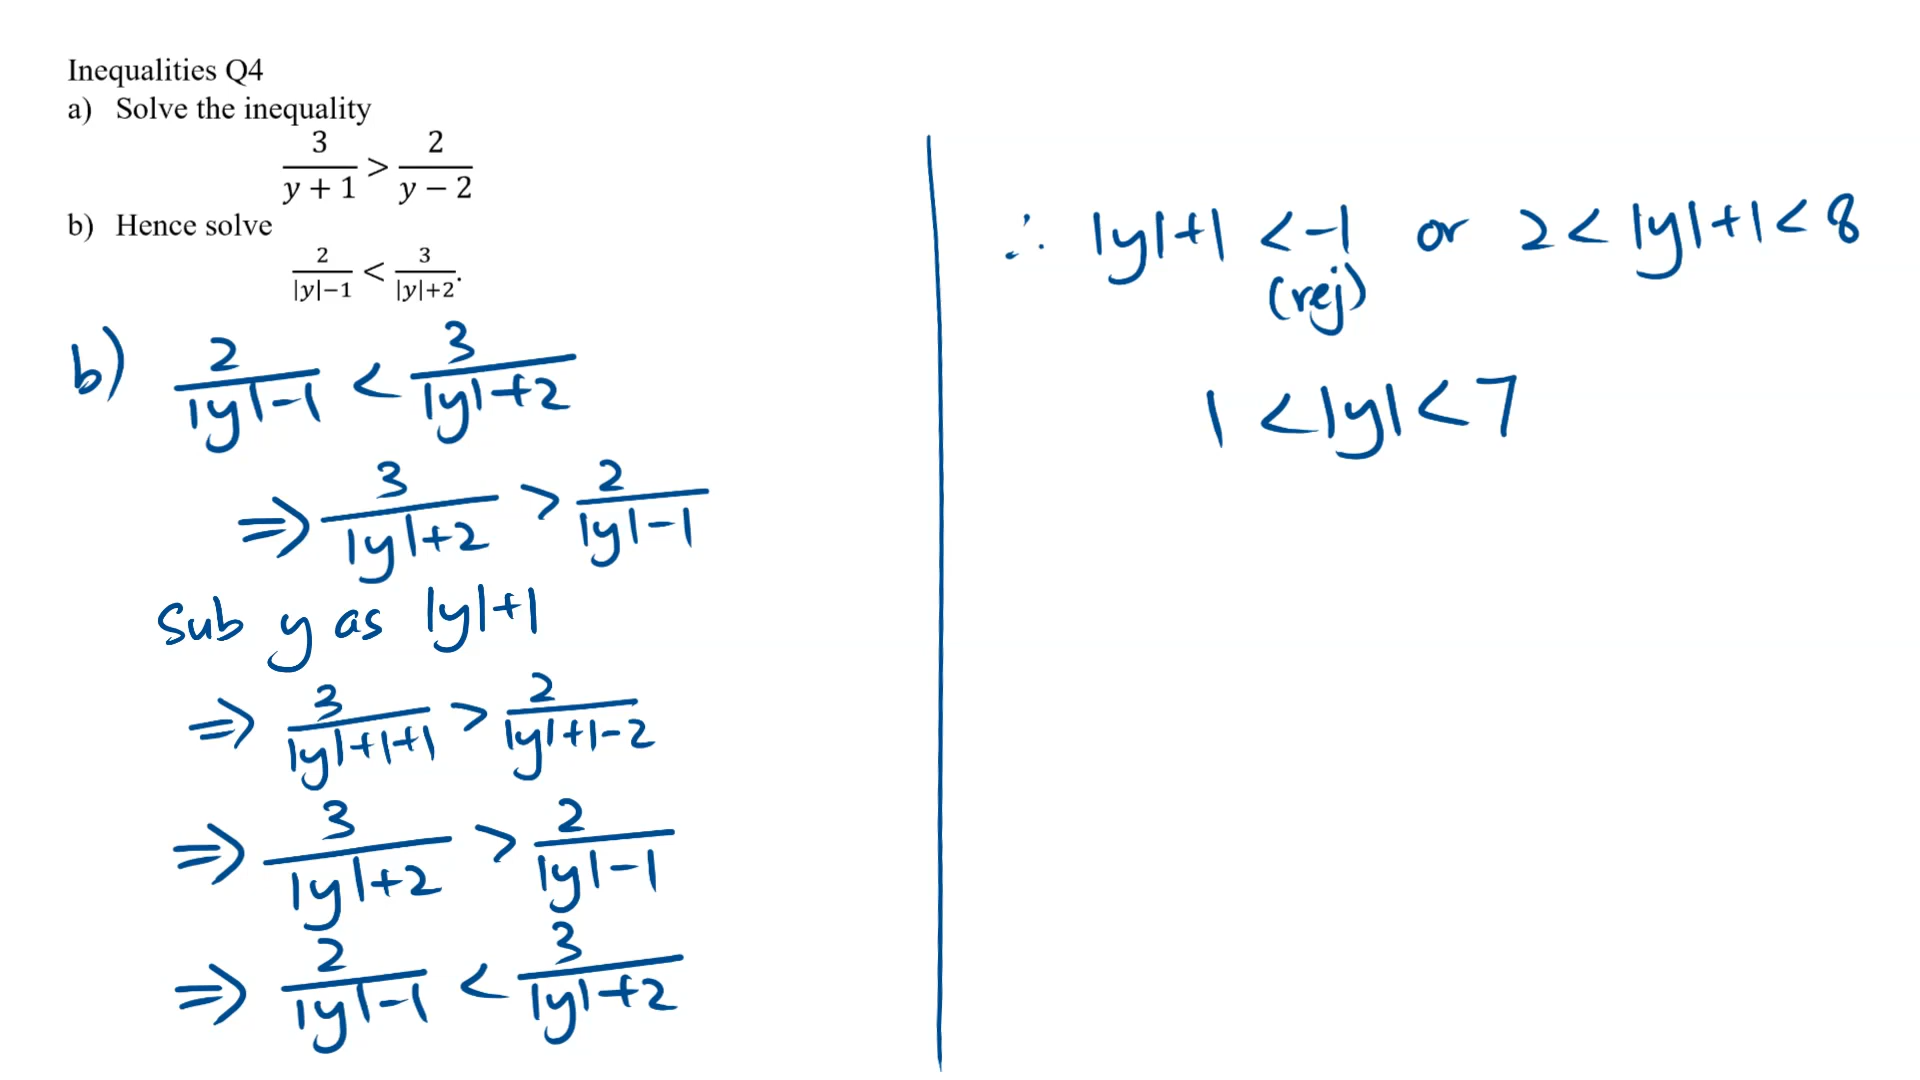 Inequalities Q4
a) Solve the inequality
3/(y + 1) > 2/(y − 2)
b) Hence solve
2/(|y|−1) < 3/(|y|+2).
b) 2/(|y|-1) < 3/(|y|+2)
⇒ 3/(|y|+2) > 2/(|y|-1)
Sub y as |y|+1
⇒ 3/(|y|+1+1) > 2/(|y|+1-2)
⇒ 3/(|y|+2) > 2/(|y|-1)
⇒ 2/(|y|-1) < 3/(|y|+2)
∴ |y|+1 < -1 or 2 < |y|+1 < 8
(rej)
1 < |y| < 7